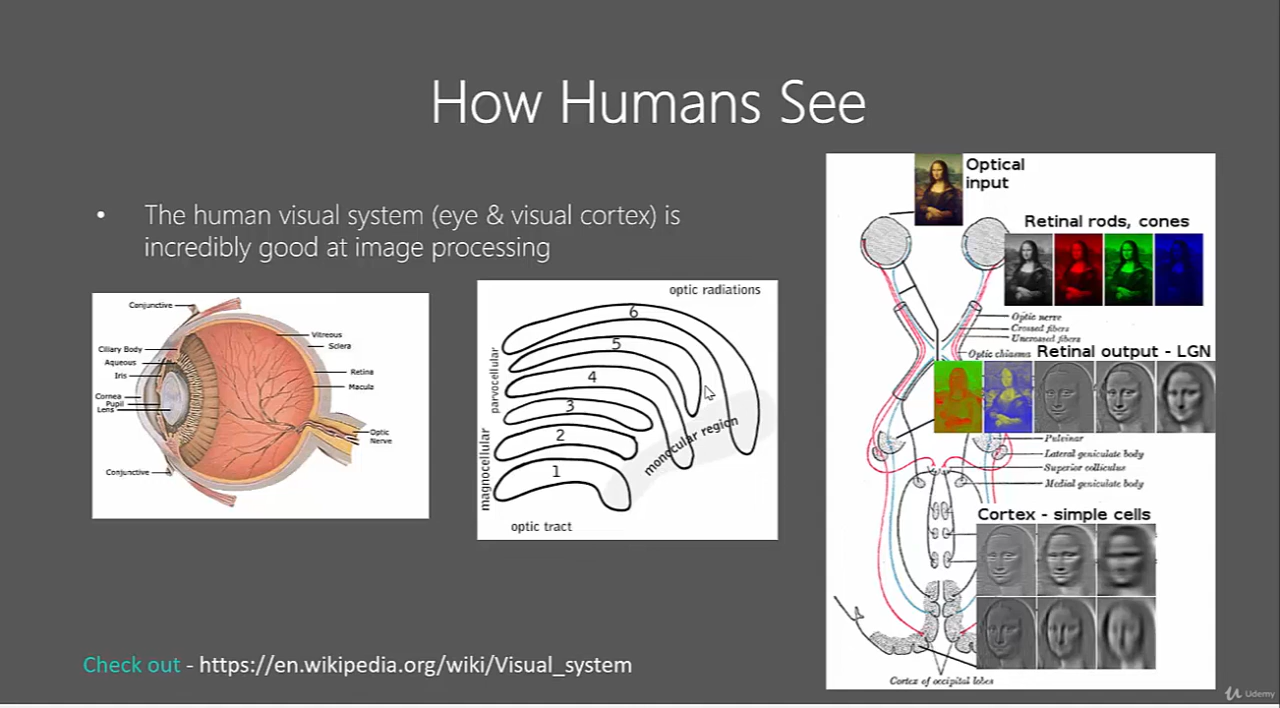 How Humans See
• The human visual system (eye & visual cortex) is
incredibly good at image processing
Conjunctive
Ciliary Body
Aqueous
Iris
Cornea
Pupil
Lens
Conjunctive
Vitreous
Sclera
Retina
Macula
Optic
Nerve
optic radiations
6
5
4
3
2
1
parvocellular
magnocellular
monocular region
optic tract
Optical
input
Retinal rods, cones
Optic nerve
Crossed fibers
Uncrossed fibers
Optic chiasma
Retinal output - LGN
Pulvinar
Lateral geniculate body
Superior colliculus
Medial geniculate body
Cortex - simple cells
Cortex of occipital lobes
Check out - https://en.wikipedia.org/wiki/Visual_system
Udemy